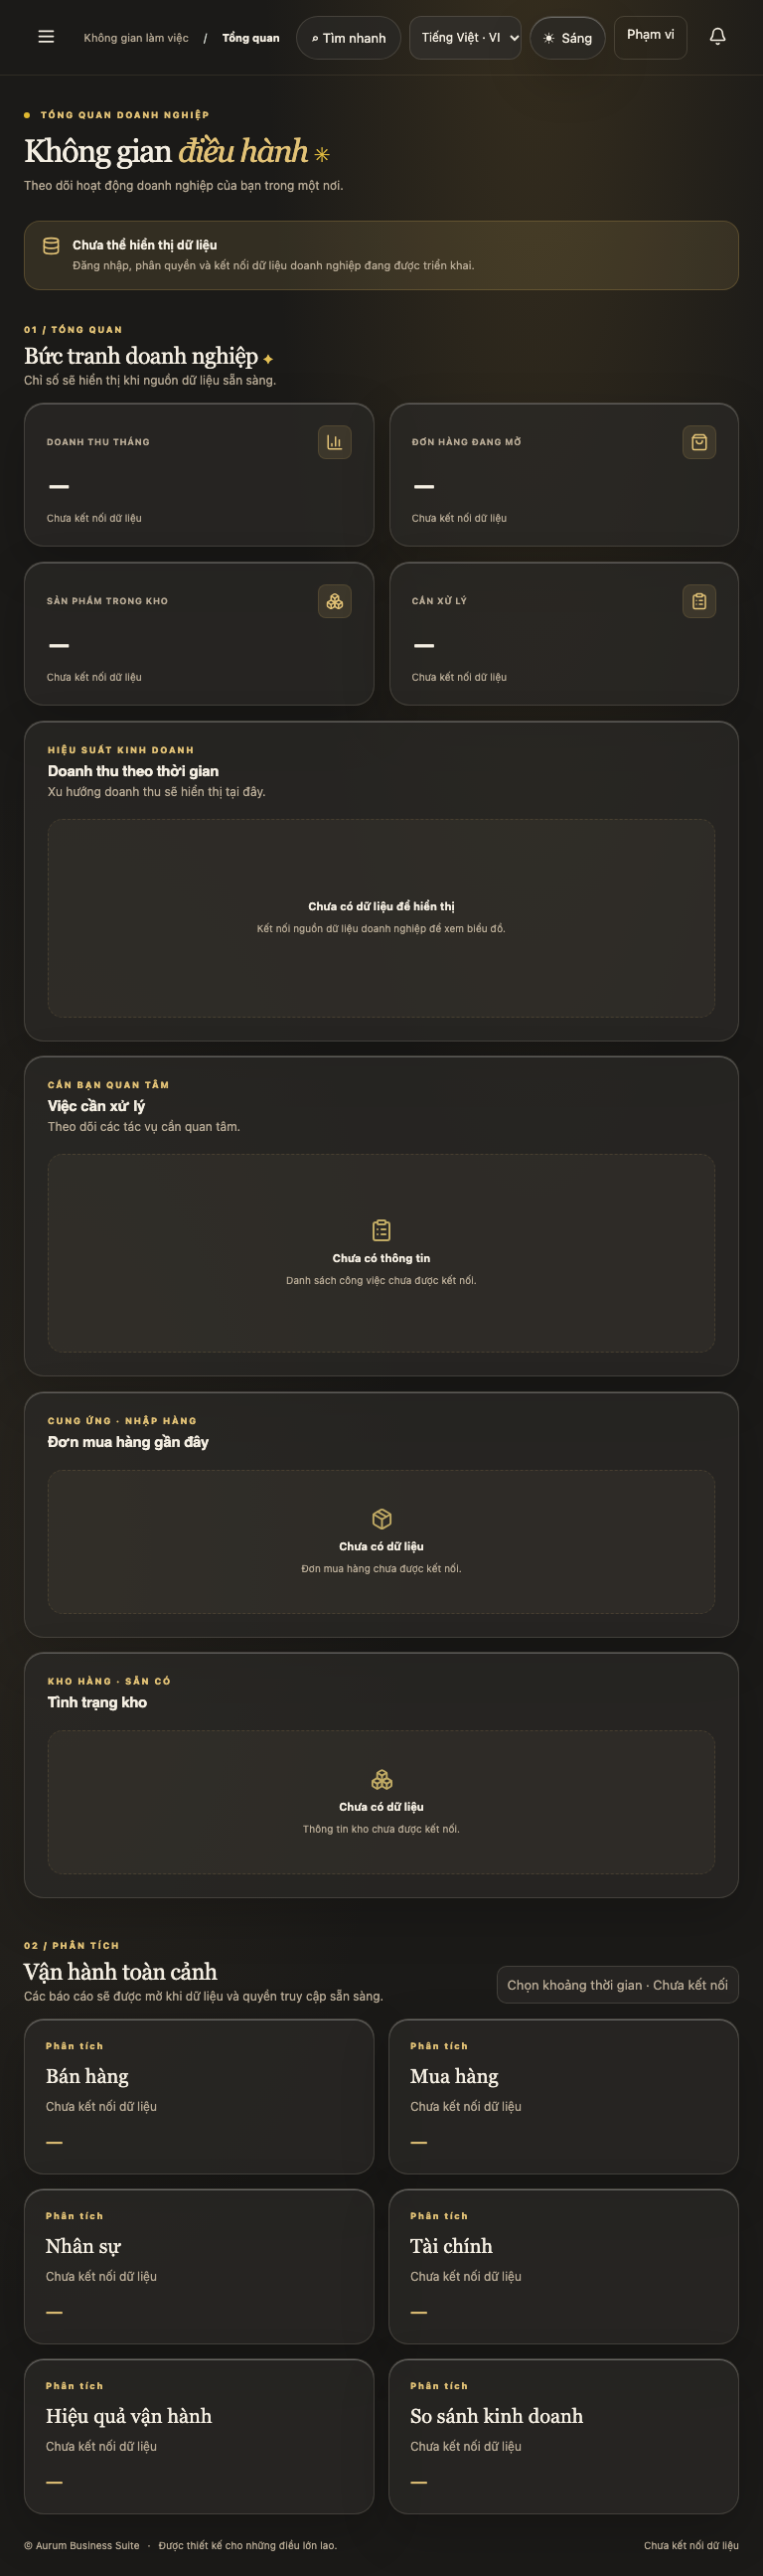 Không gian làm việc / Tổng quan
Tìm nhanh
Tiếng Việt · VI
Sáng
Phạm vi
TỔNG QUAN DOANH NGHIỆP
Không gian điều hành
Theo dõi hoạt động doanh nghiệp của bạn trong một nơi.
Chưa thể hiển thị dữ liệu
Đăng nhập, phân quyền và kết nối dữ liệu doanh nghiệp đang được triển khai.
01 / TỔNG QUAN
Bức tranh doanh nghiệp
Chỉ số sẽ hiển thị khi nguồn dữ liệu sẵn sàng.
DOANH THU THÁNG
—
Chưa kết nối dữ liệu
ĐƠN HÀNG ĐANG MỞ
—
Chưa kết nối dữ liệu
SẢN PHẨM TRONG KHO
—
Chưa kết nối dữ liệu
CẦN XỬ LÝ
—
Chưa kết nối dữ liệu
HIỆU SUẤT KINH DOANH
Doanh thu theo thời gian
Xu hướng doanh thu sẽ hiển thị tại đây.
Chưa có dữ liệu để hiển thị
Kết nối nguồn dữ liệu doanh nghiệp để xem biểu đồ.
CẦN BẠN QUAN TÂM
Việc cần xử lý
Theo dõi các tác vụ cần quan tâm.
Chưa có thông tin
Danh sách công việc chưa được kết nối.
CUNG ỨNG · NHẬP HÀNG
Đơn mua hàng gần đây
Chưa có dữ liệu
Đơn mua hàng chưa được kết nối.
KHO HÀNG · SẴN CÓ
Tình trạng kho
Chưa có dữ liệu
Thông tin kho chưa được kết nối.
02 / PHÂN TÍCH
Vận hành toàn cảnh
Các báo cáo sẽ được mở khi dữ liệu và quyền truy cập sẵn sàng.
Chọn khoảng thời gian · Chưa kết nối
Phân tích
Bán hàng
Chưa kết nối dữ liệu
—
Phân tích
Mua hàng
Chưa kết nối dữ liệu
—
Phân tích
Nhân sự
Chưa kết nối dữ liệu
—
Phân tích
Tài chính
Chưa kết nối dữ liệu
—
Phân tích
Hiệu quả vận hành
Chưa kết nối dữ liệu
—
Phân tích
So sánh kinh doanh
Chưa kết nối dữ liệu
—
© Aurum Business Suite · Được thiết kế cho những điều lớn lao.
Chưa kết nối dữ liệu